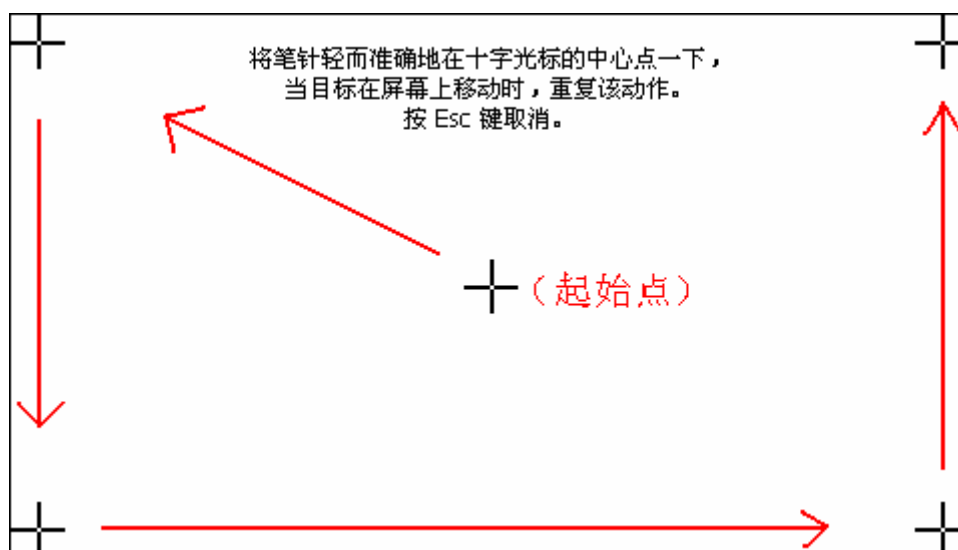 将笔针轻而准确地在十字光标的中心点一下，
当目标在屏幕上移动时，重复该动作。
按 Esc 键取消。
（起始点）